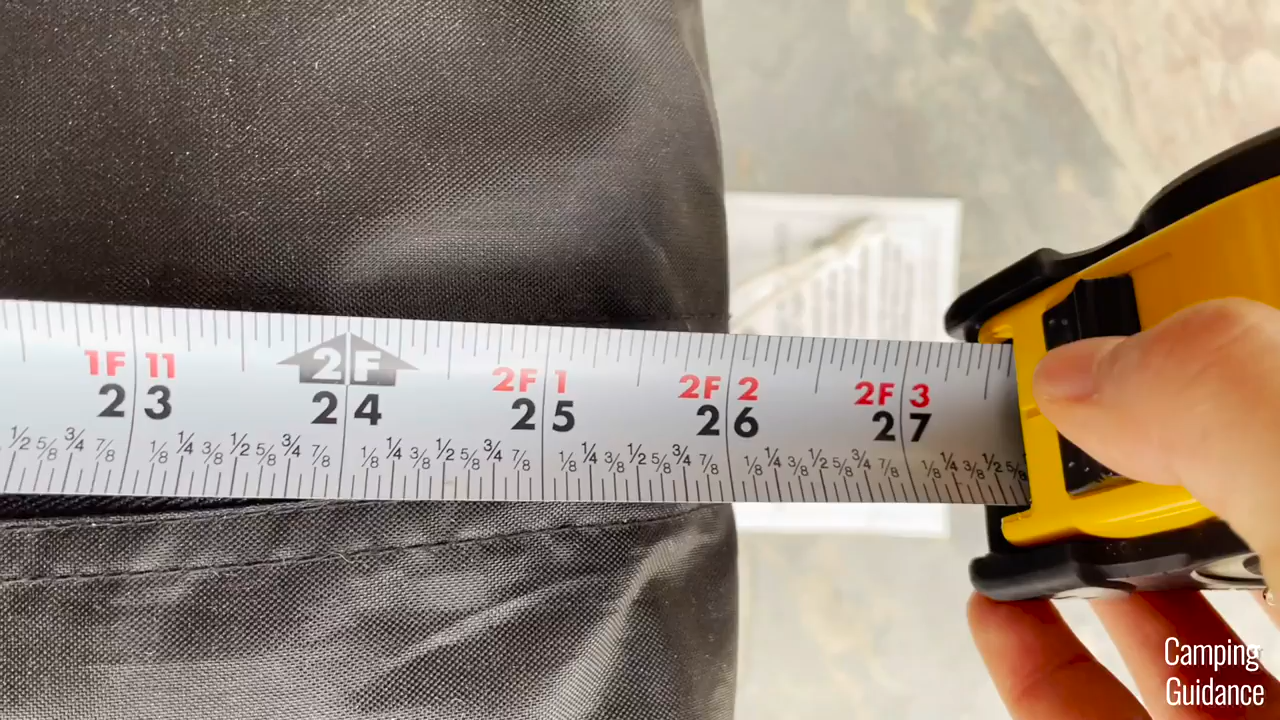 1F 11 2F 2F 1 2F 2 2F 3
23 24 25 26 27
1/2 5/8 3/4 7/8 1/8 1/4 3/8 1/2 5/8 3/4 7/8 1/8 1/4 3/8 1/2 5/8 3/4 7/8 1/8 1/4 3/8 1/2 5/8 3/4 7/8 1/8 1/4 3/8 1/2 5/8 3/4 7/8 1/8 1/4 3/8 1/2 5/8
Camping
Guidance